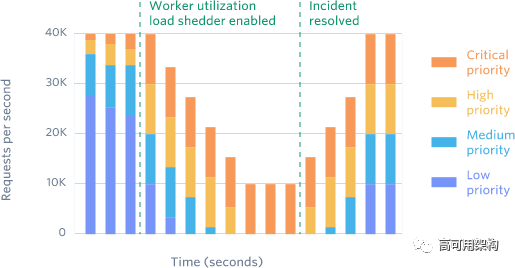 Worker utilization
load shedder enabled
Incident
resolved
40K
30K
20K
10K
0
Requests per second
Time (seconds)
Critical
priority
High
priority
Medium
priority
Low
priority
高可用架构